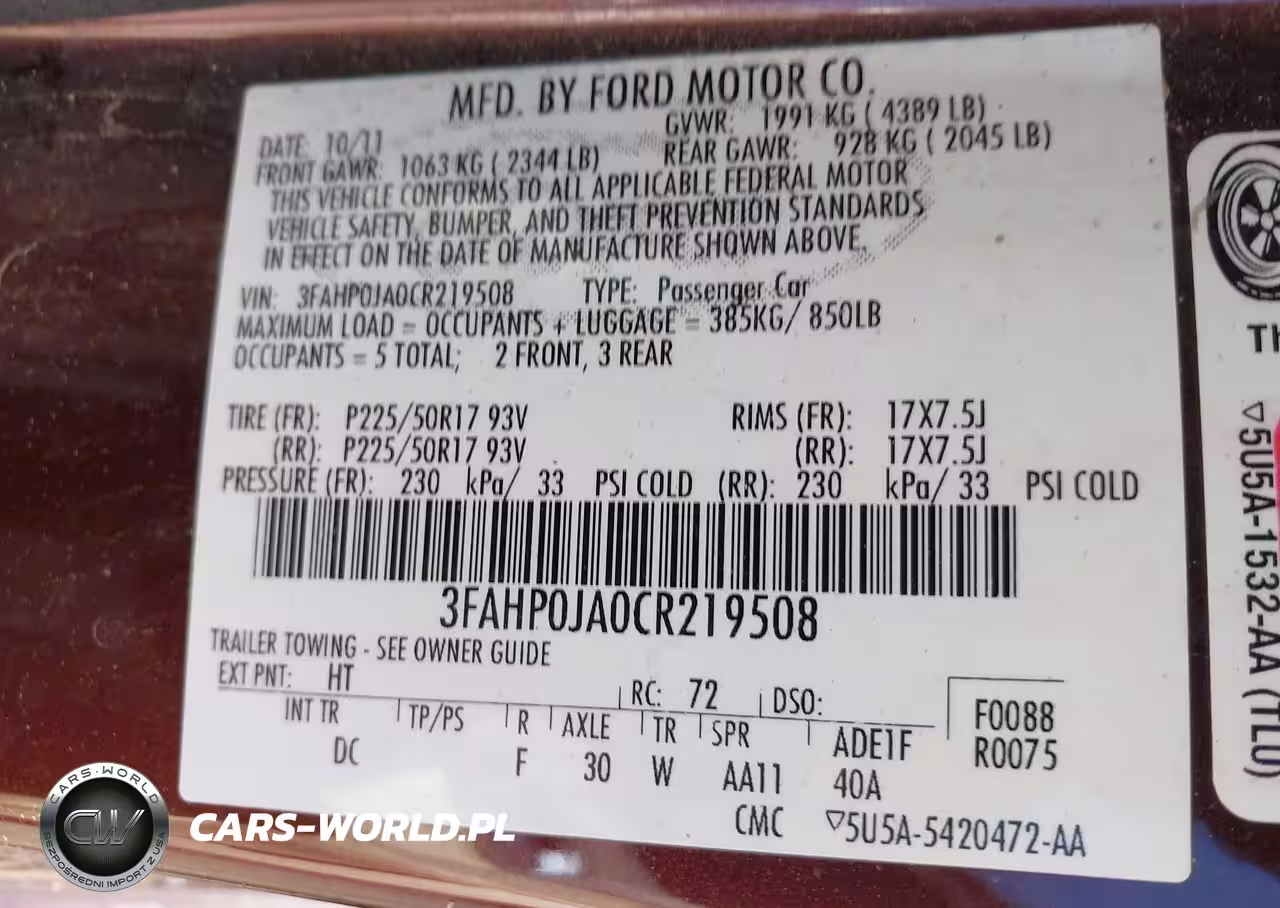 MFD. BY FORD MOTOR CO.
DATE: 10/11 GVWR: 1991 KG ( 4389 LB)
FRONT GAWR: 1063 KG ( 2344 LB) REAR GAWR: 928 KG ( 2045 LB)
THIS VEHICLE CONFORMS TO ALL APPLICABLE FEDERAL MOTOR
VEHICLE SAFETY, BUMPER, AND THEFT PREVENTION STANDARDS
IN EFFECT ON THE DATE OF MANUFACTURE SHOWN ABOVE.
VIN: 3FAHP0JA0CR219508 TYPE: Passenger Car
MAXIMUM LOAD = OCCUPANTS + LUGGAGE = 385KG/ 850LB
OCCUPANTS = 5 TOTAL; 2 FRONT, 3 REAR
TIRE (FR): P225/50R17 93V RIMS (FR): 17X7.5J
(RR): P225/50R17 93V (RR): 17X7.5J
PRESSURE (FR): 230 kPa/ 33 PSI COLD (RR): 230 kPa/ 33 PSI COLD
3FAHP0JA0CR219508
TRAILER TOWING - SEE OWNER GUIDE
EXT PNT: HT RC: 72 DSO: F0088
INT TR TP/PS R AXLE TR SPR ADE1F R0075
DC F 30 W AA11 40A
CMC ▽5U5A-5420472-AA
▽5U5A-1532-AA (TLU)
CARS-WORLD
CW
BEZPOŚREDNI IMPORT Z USA
CARS-WORLD.PL